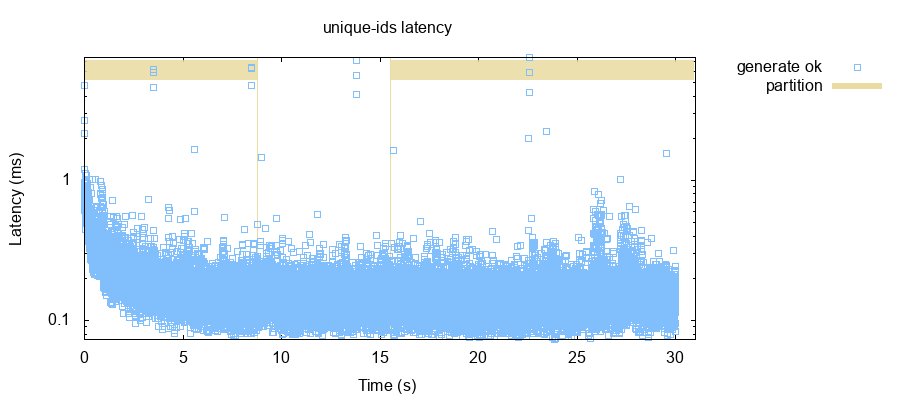 unique-ids latency
generate ok
partition
Latency (ms)
1
0.1
0 5 10 15 20 25 30
Time (s)